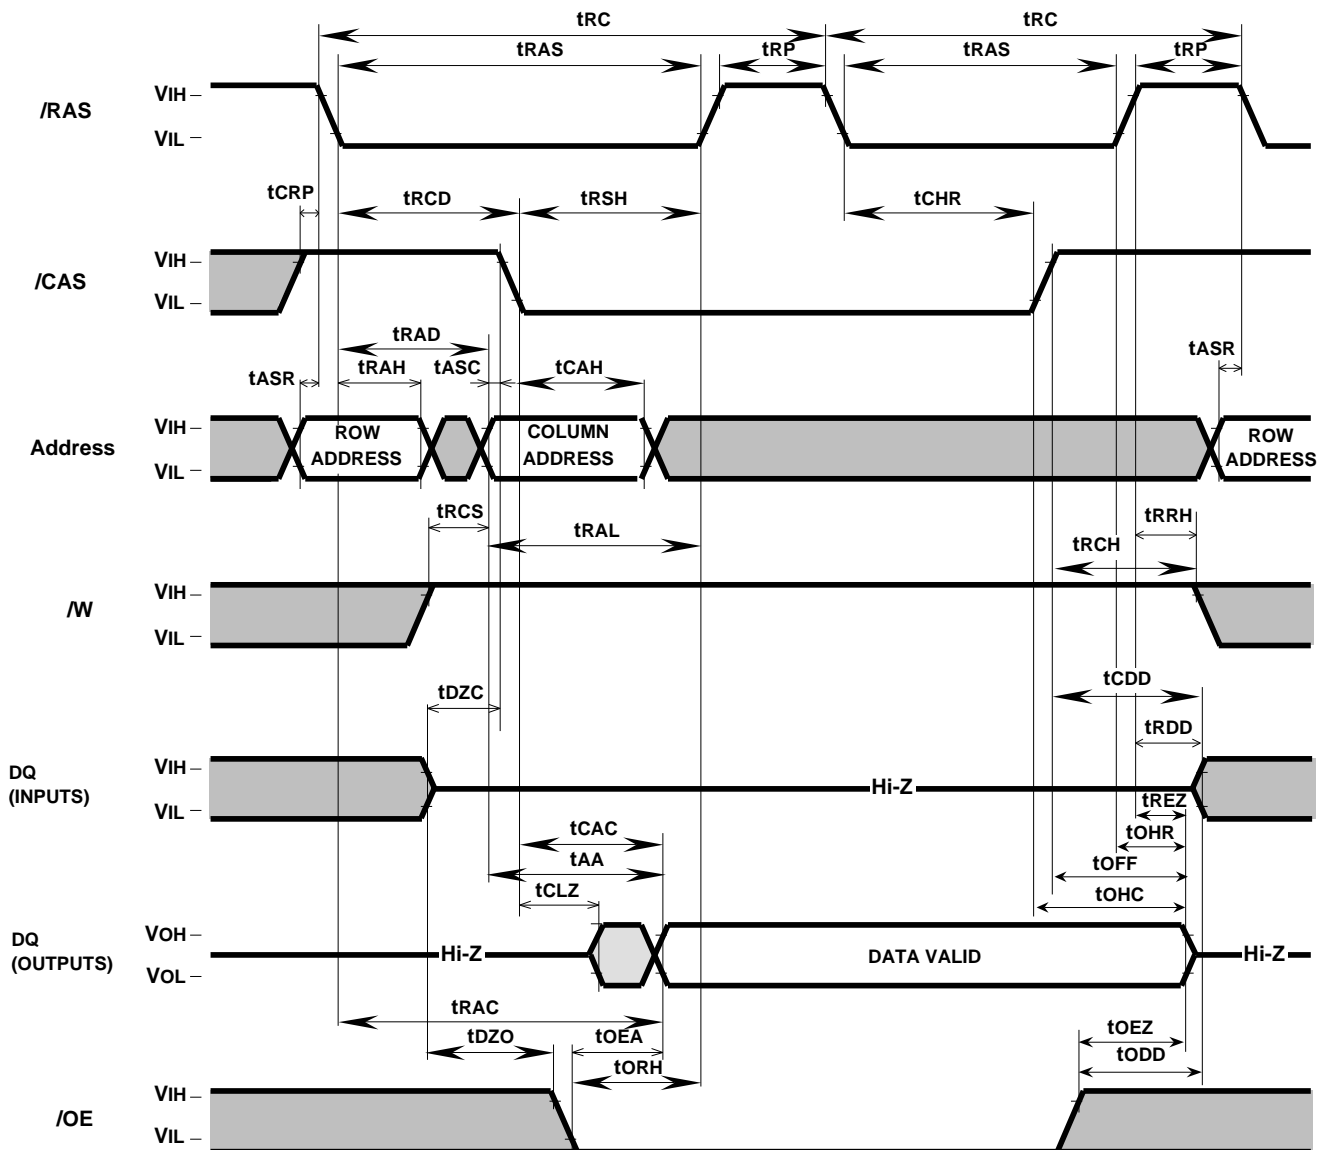 tRC tRC
tRAS tRP tRAS tRP
/RAS VIH
VIL
tCRP tRCD tRSH tCHR
/CAS VIH
VIL
tRAD
tASR tRAH tASC tCAH tASR
Address VIH ROW ADDRESS COLUMN ADDRESS ROW ADDRESS
VIL
tRCS tRAL tRCH tRRH
/W VIH
VIL
tDZC tCDD
tRDD
DQ (INPUTS) VIH Hi-Z
VIL
tREZ
tCAC tOHR
tAA tOFF
tCLZ tOHC
DQ (OUTPUTS) VOH Hi-Z DATA VALID Hi-Z
VOL
tRAC
tDZO tOEA tOEZ
tORH tODD
/OE VIH
VIL